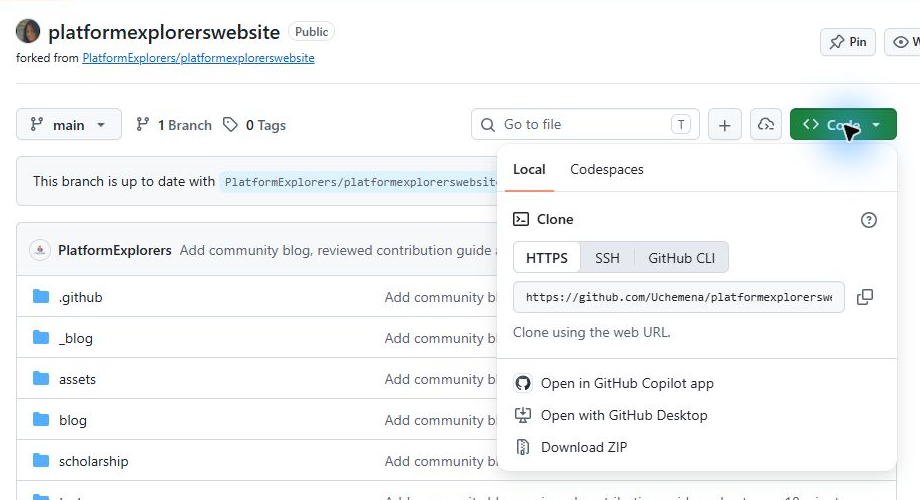 platformexplorerswebsite Public
forked from PlatformExplorers/platformexplorerswebsite
Pin
main 1 Branch 0 Tags Go to file T Code
This branch is up to date with PlatformExplorers/platformexplorerswebsite
Local Codespaces
Clone
HTTPS SSH GitHub CLI
https://github.com/Uchemena/platformexplorerswe
Clone using the web URL.
Open in GitHub Copilot app
Open with GitHub Desktop
Download ZIP
PlatformExplorers Add community blog, reviewed contribution guide
.github Add community
_blog Add community
assets Add community
blog Add community
scholarship Add community